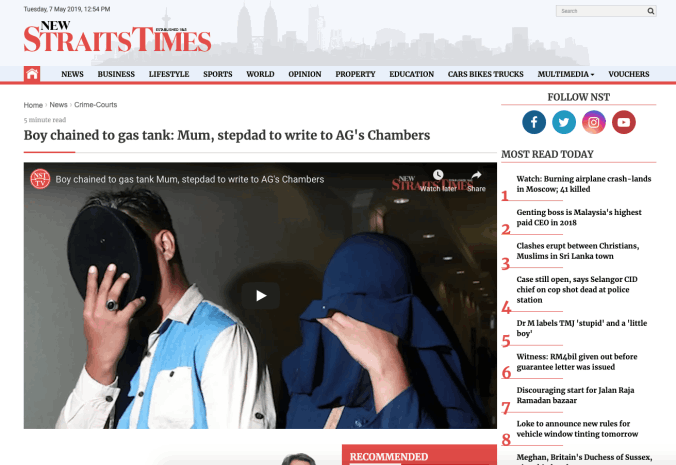 Tuesday, 7 May 2019, 12:54 PM
Search
NEW
STRAITS TIMES
ESTABLISHED 1845
NEWS BUSINESS LIFESTYLE SPORTS WORLD OPINION PROPERTY EDUCATION CARS BIKES TRUCKS MULTIMEDIA VOUCHERS
Home › News › Crime-Courts
5 minute read
Boy chained to gas tank: Mum, stepdad to write to AG's Chambers
NST
TV
Boy chained to gas tank Mum, stepdad to write to AG's Chambers
NEW
STRAITS TIMES
Watch later
Share
RECOMMENDED
FOLLOW NST
MOST READ TODAY
1
Watch: Burning airplane crash-lands
in Moscow; 41 killed
2
Genting boss is Malaysia's highest
paid CEO in 2018
3
Clashes erupt between Christians,
Muslims in Sri Lanka town
4
Case still open, says Selangor CID
chief on cop shot dead at police
station
5
Dr M labels TMJ 'stupid' and a 'little
boy'
6
Witness: RM4bil given out before
guarantee letter was issued
7
Discouraging start for Jalan Raja
Ramadan bazaar
8
Loke to announce new rules for
vehicle window tinting tomorrow
Meghan, Britain's Duchess of Sussex,